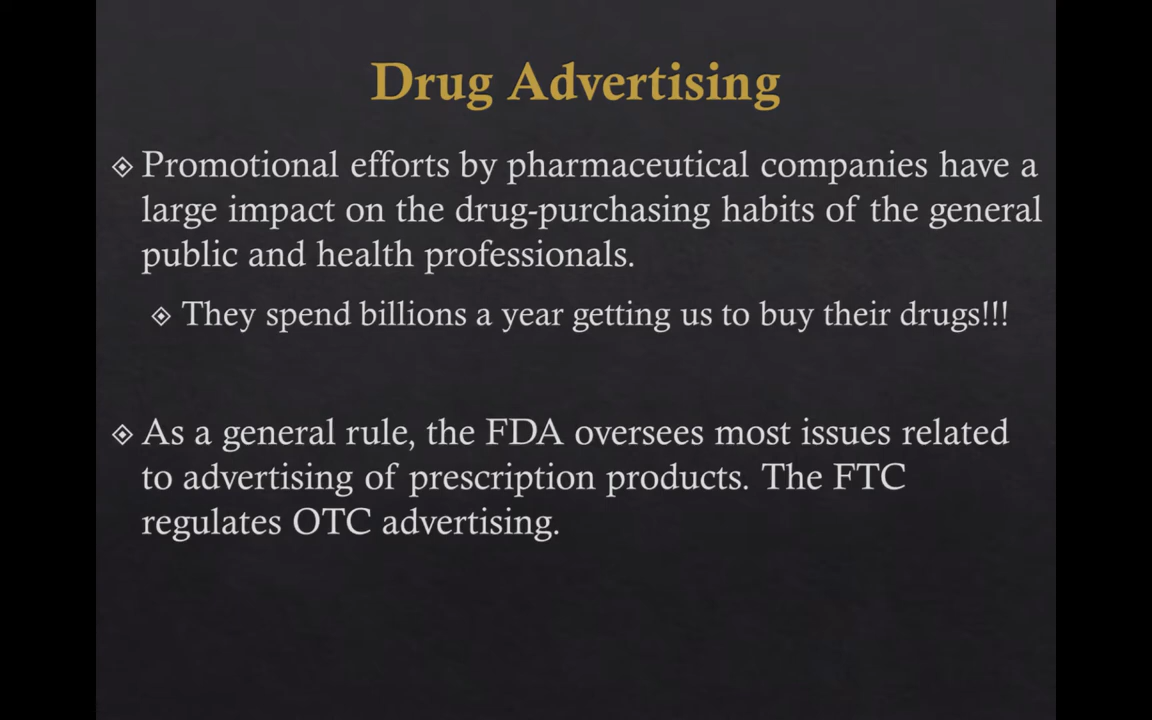 Drug Advertising
Promotional efforts by pharmaceutical companies have a
large impact on the drug-purchasing habits of the general
public and health professionals.
They spend billions a year getting us to buy their drugs!!!
As a general rule, the FDA oversees most issues related
to advertising of prescription products. The FTC
regulates OTC advertising.